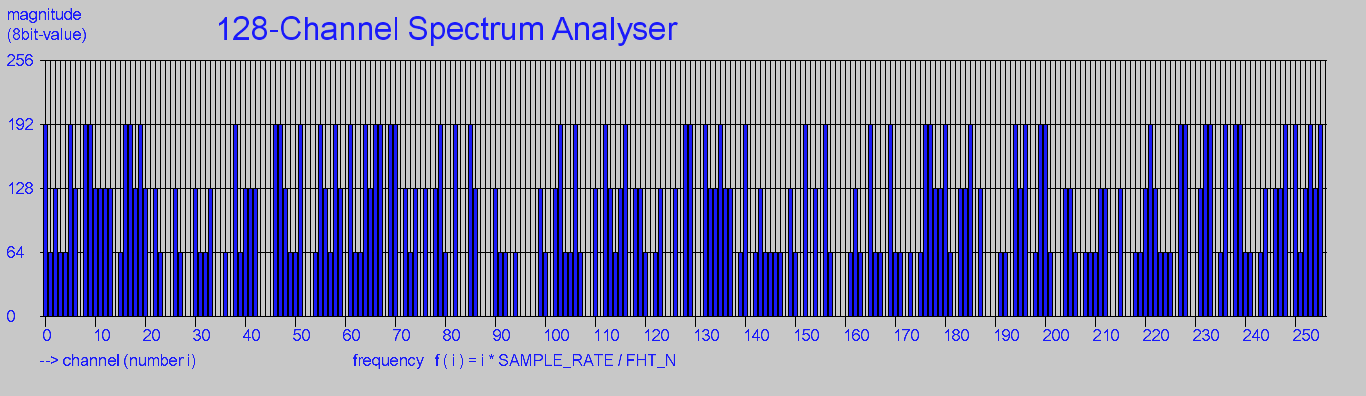 magnitude
(8bit-value)
128-Channel Spectrum Analyser
256
192
128
64
0
0 10 20 30 40 50 60 70 80 90 100 110 120 130 140 150 160 170 180 190 200 210 220 230 240 250
--> channel (number i)
frequency f ( i ) = i * SAMPLE_RATE / FHT_N